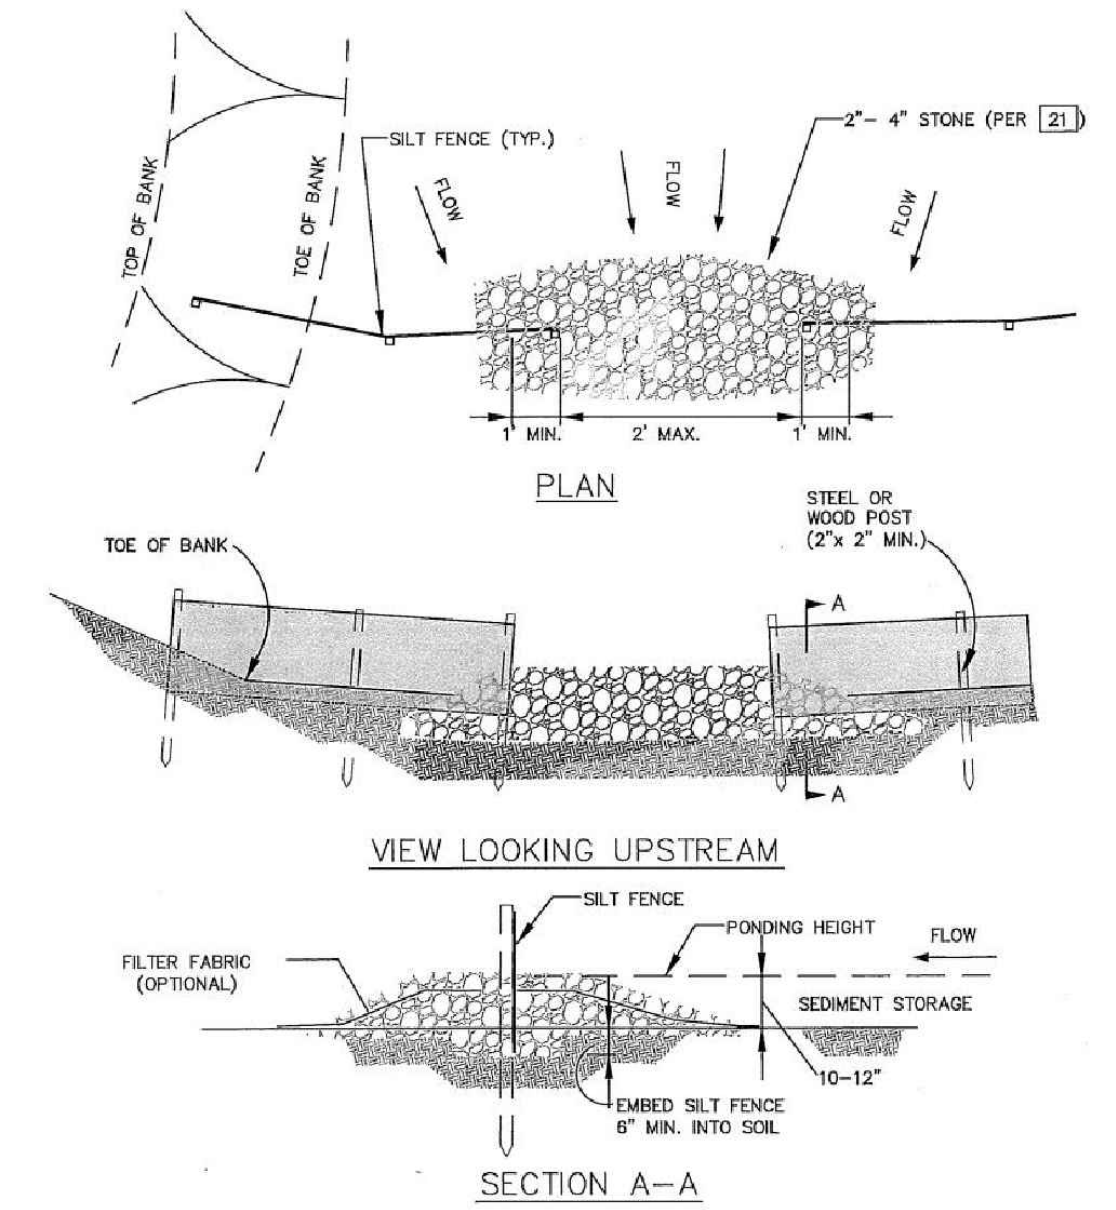 2"- 4" STONE (PER 21)
SILT FENCE (TYP.)
TOP OF BANK
TOE OF BANK
FLOW
FLOW
FLOW
1' MIN.
2' MAX.
1' MIN.
PLAN
STEEL OR
WOOD POST
(2"x 2" MIN.)
TOE OF BANK
A
A
VIEW LOOKING UPSTREAM
SILT FENCE
PONDING HEIGHT
FLOW
FILTER FABRIC
(OPTIONAL)
SEDIMENT STORAGE
10-12"
EMBED SILT FENCE
6" MIN. INTO SOIL
SECTION A-A